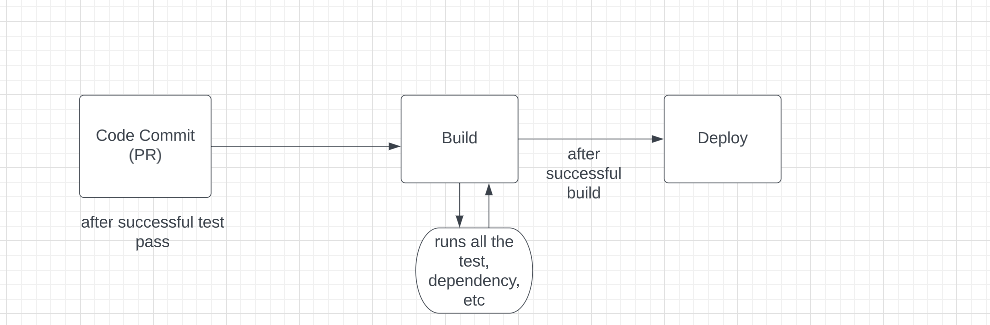 Code Commit
(PR)
after successful test
pass
Build
runs all the
test,
dependency,
etc
after
successful
build
Deploy